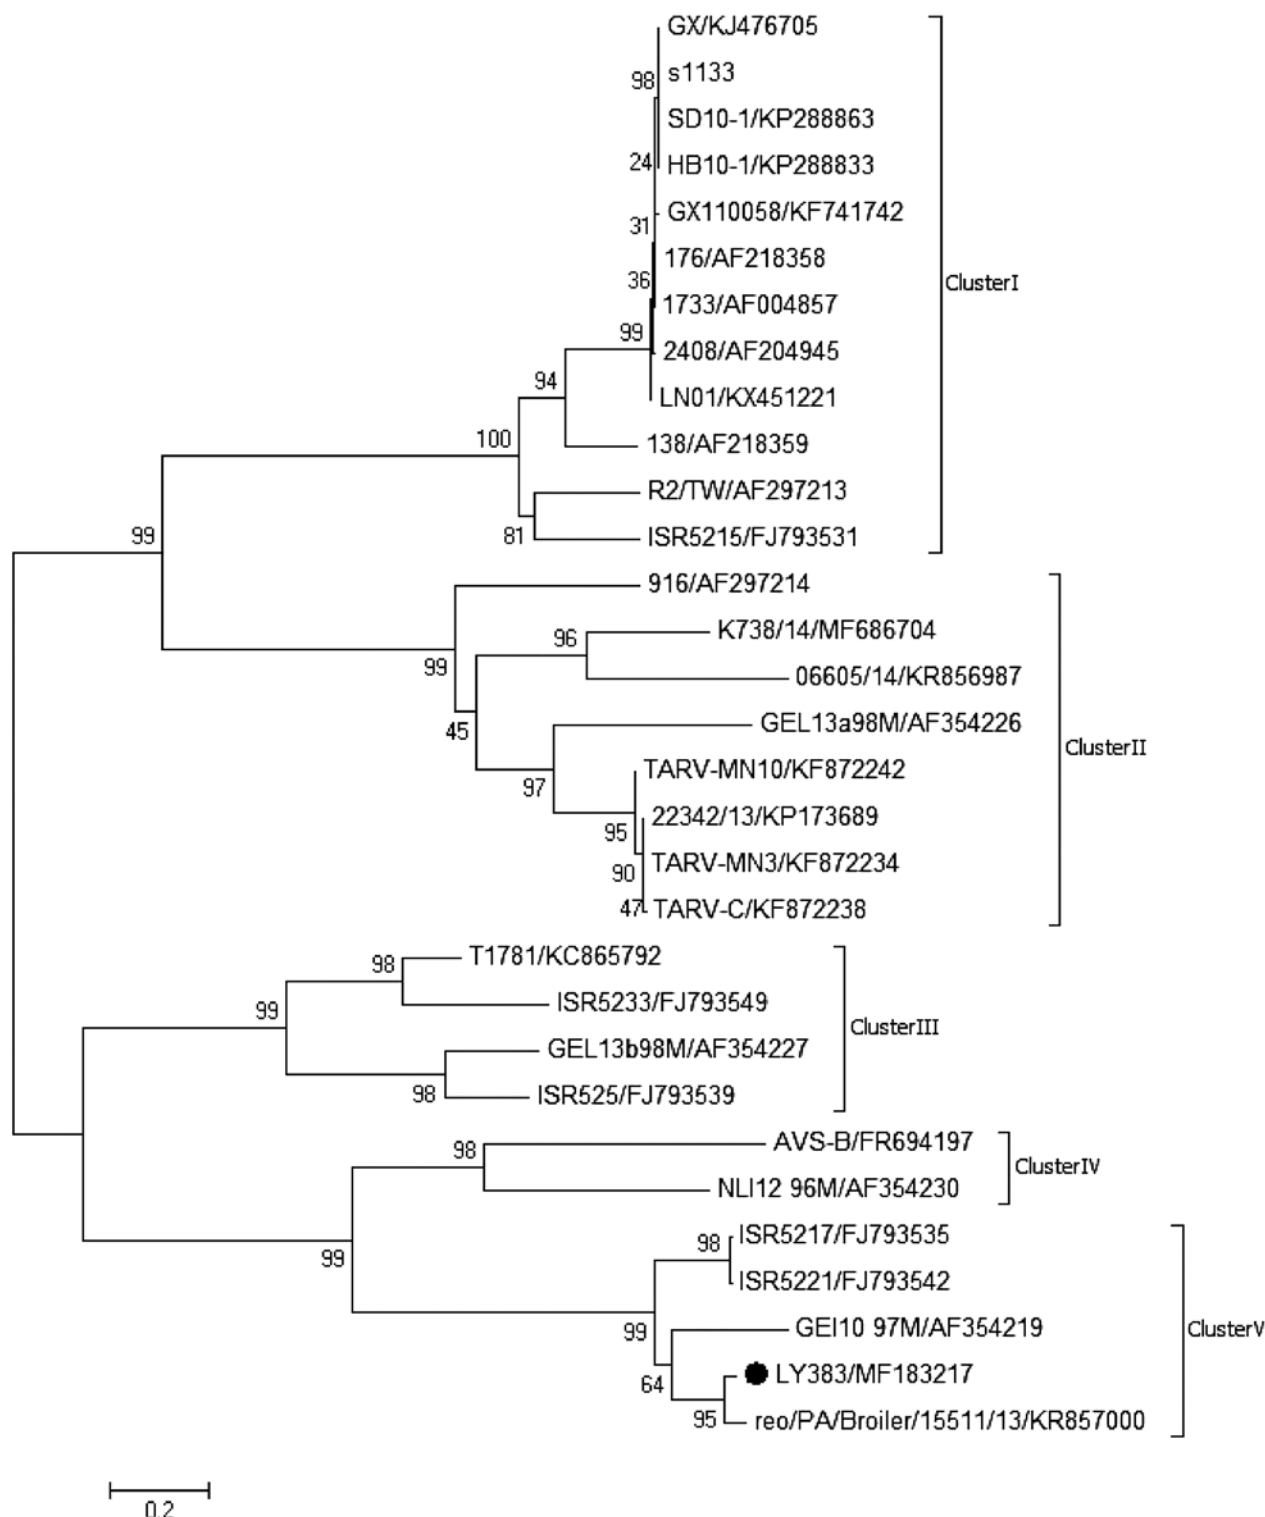 GX/KJ476705
98
s1133
SD10-1/KP288863
24
HB10-1/KP288833
31
GX110058/KF741742
36
176/AF218358
ClusterI
99
1733/AF004857
2408/AF204945
94
LN01/KX451221
100
138/AF218359
R2/TW/AF297213
99
81
ISR5215/FJ793531
916/AF297214
96
K738/14/MF686704
99
06605/14/KR856987
45
GEL13a98M/AF354226
ClusterII
97
TARV-MN10/KF872242
95
22342/13/KP173689
90
TARV-MN3/KF872234
47
TARV-C/KF872238
98
T1781/KC865792
99
ISR5233/FJ793549
ClusterIII
GEL13b98M/AF354227
98
ISR525/FJ793539
98
AVS-B/FR694197
ClusterIV
NLI12 96M/AF354230
98
ISR5217/FJ793535
99
ISR5221/FJ793542
99
GEI10 97M/AF354219
ClusterV
64
LY383/MF183217
95
reo/PA/Broiler/15511/13/KR857000
0.2